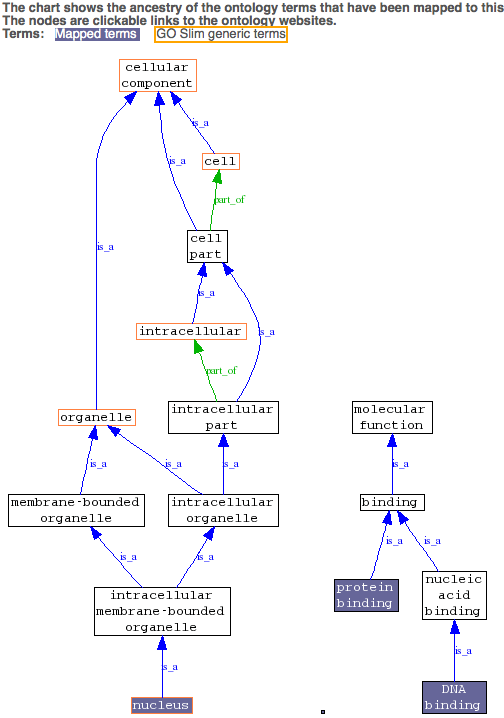 The chart shows the ancestry of the ontology terms that have been mapped to this
The nodes are clickable links to the ontology websites.
Terms: Mapped terms GO Slim generic terms
cellular
component
is_a
cell
is_a
part_of
is_a
cell
part
is_a
intracellular
is_a
part_of
organelle
intracellular
part
molecular
function
is_a
is_a
is_a
is_a
membrane-bounded
organelle
intracellular
organelle
binding
is_a
is_a
is_a
is_a
intracellular
membrane-bounded
organelle
protein
binding
nucleic
acid
binding
is_a
is_a
nucleus
DNA
binding